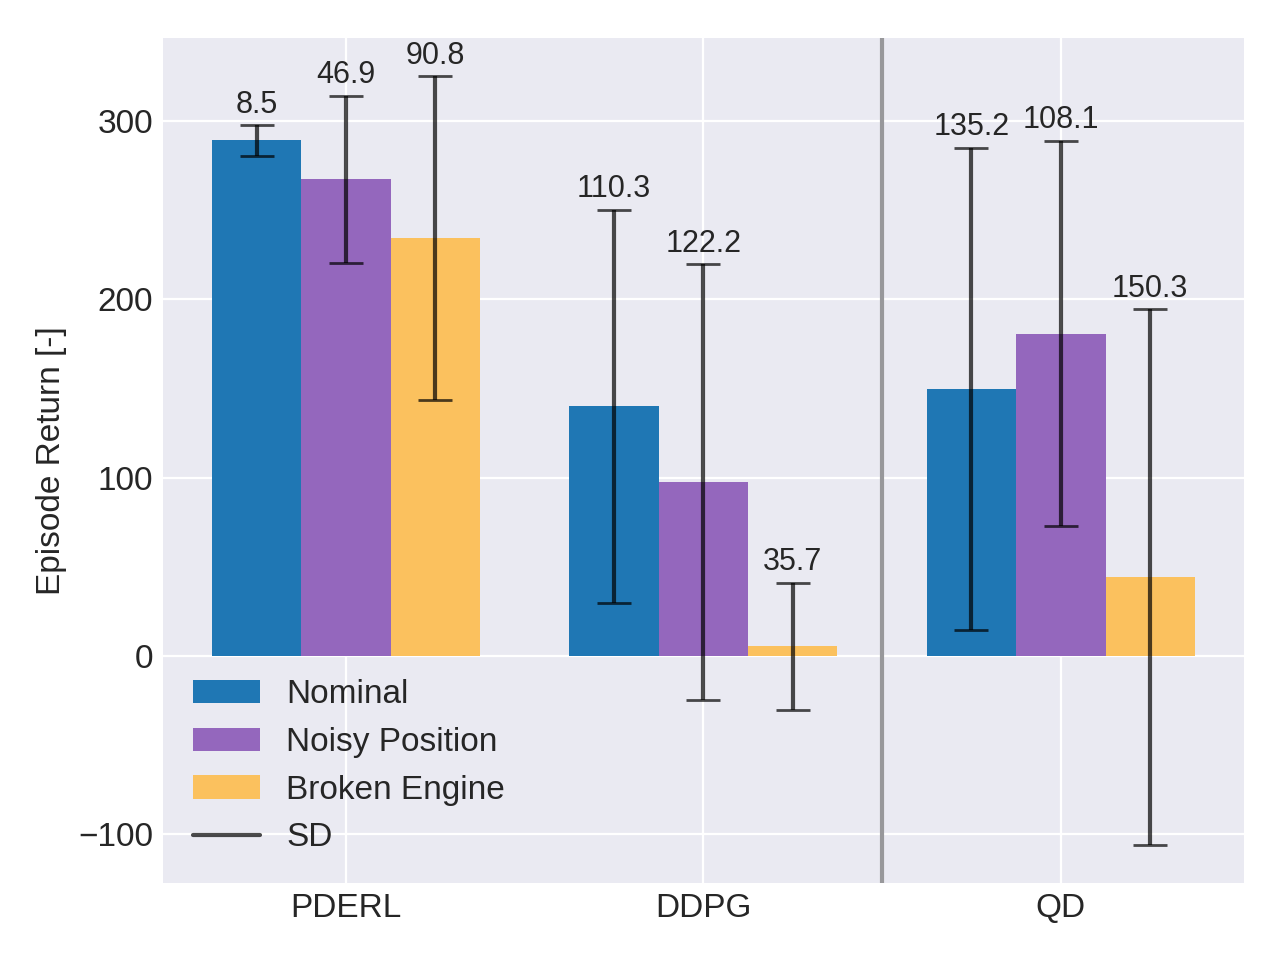 90.8
46.9
8.5
135.2
108.1
300
110.3
122.2
150.3
200
Episode Return [-]
100
35.7
0
Nominal
Noisy Position
Broken Engine
SD
−100
PDERL
DDPG
QD